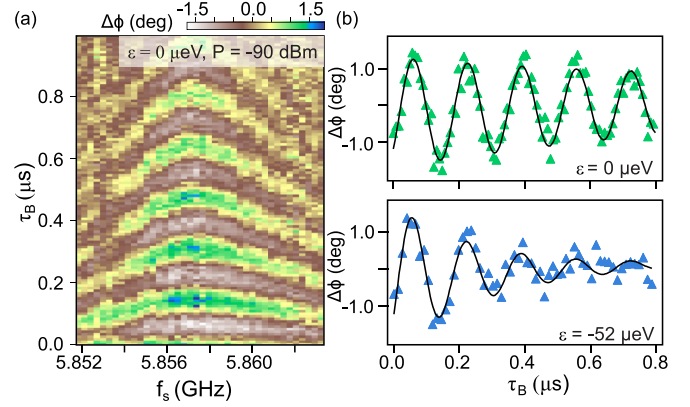 (a)
Δϕ (deg)
-1.5 0.0 1.5
ε = 0 µeV, P = -90 dBm
τB (µs)
0.8
0.6
0.4
0.2
0.0
5.852 5.856 5.860
fs (GHz)
(b)
Δϕ (deg)
1.0
-1.0
ε = 0 µeV
Δϕ (deg)
1.0
-1.0
ε = -52 µeV
0.0 0.2 0.4 0.6 0.8
τB (µs)